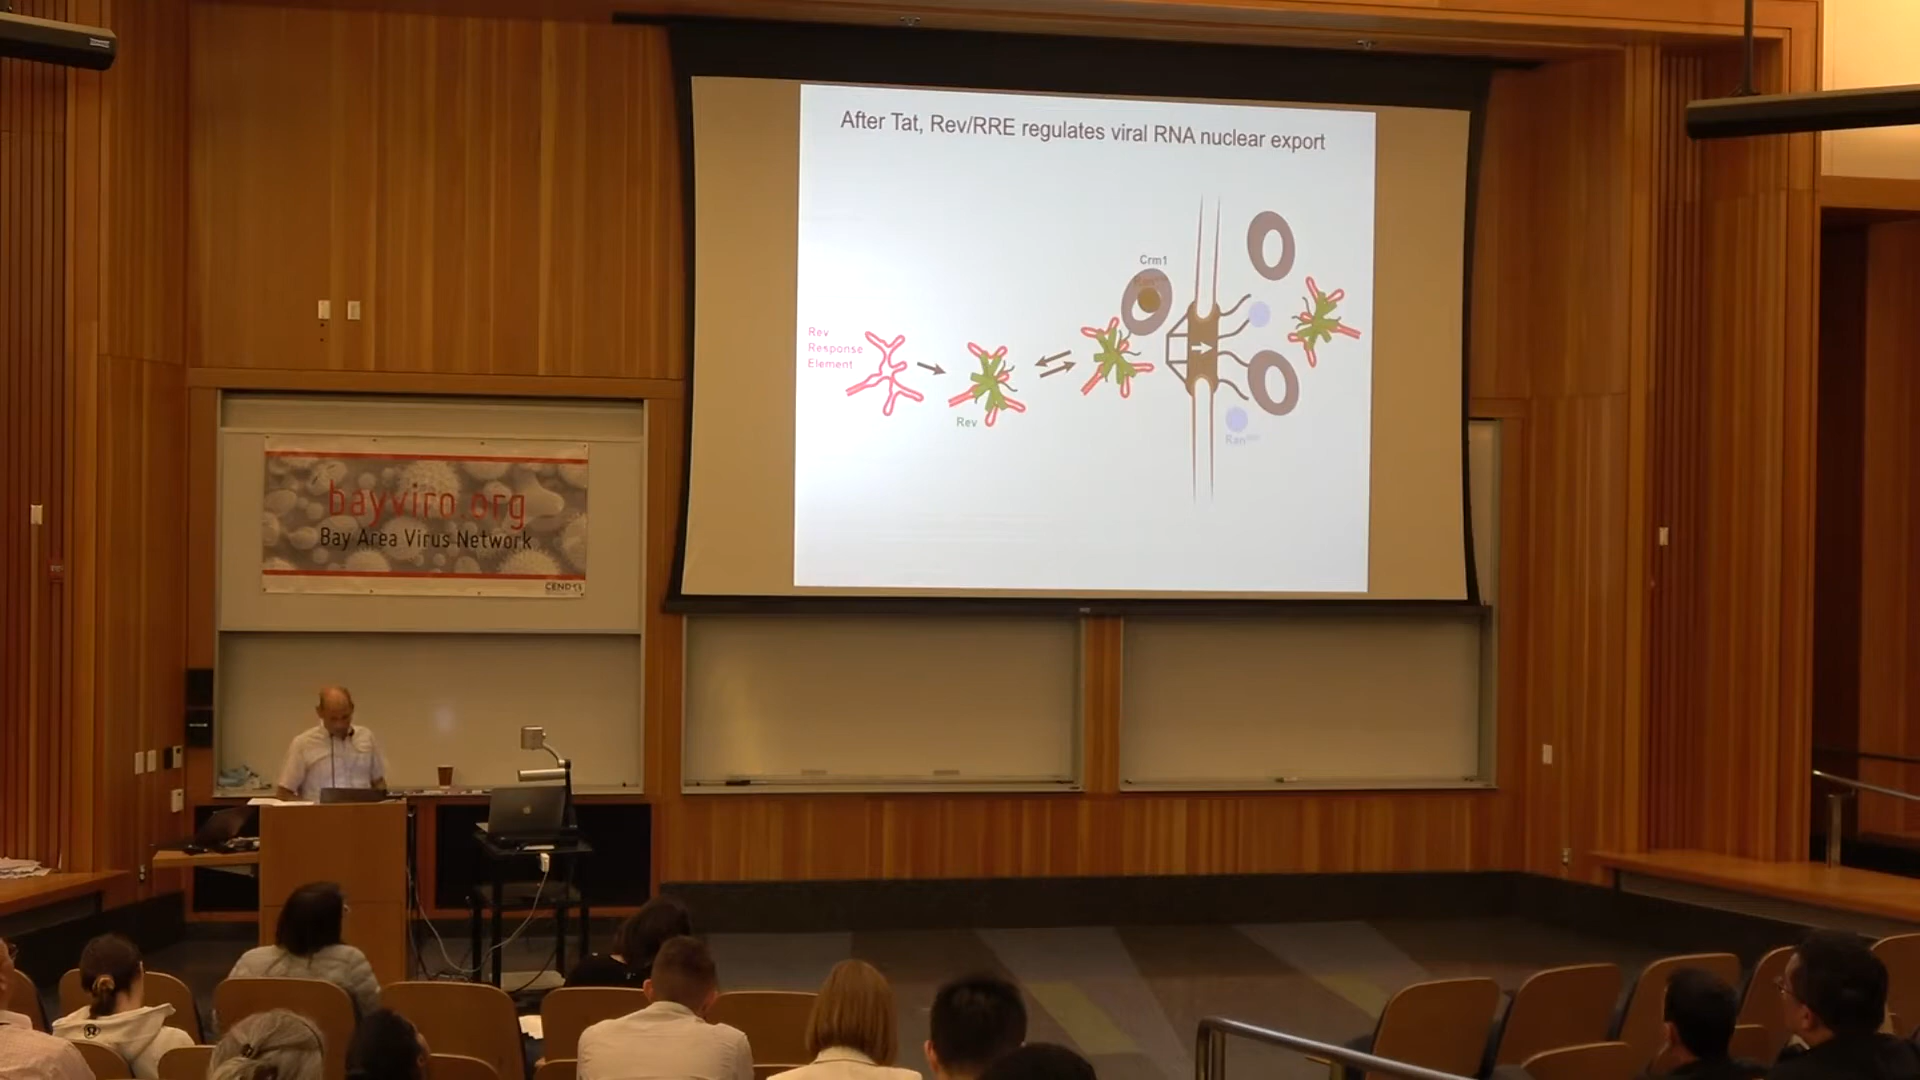 After Tat, Rev/RRE regulates viral RNA nuclear export
Crm1
Rev
Response
Element
Rev
Ran
bayviro.org
Bay Area Virus Network